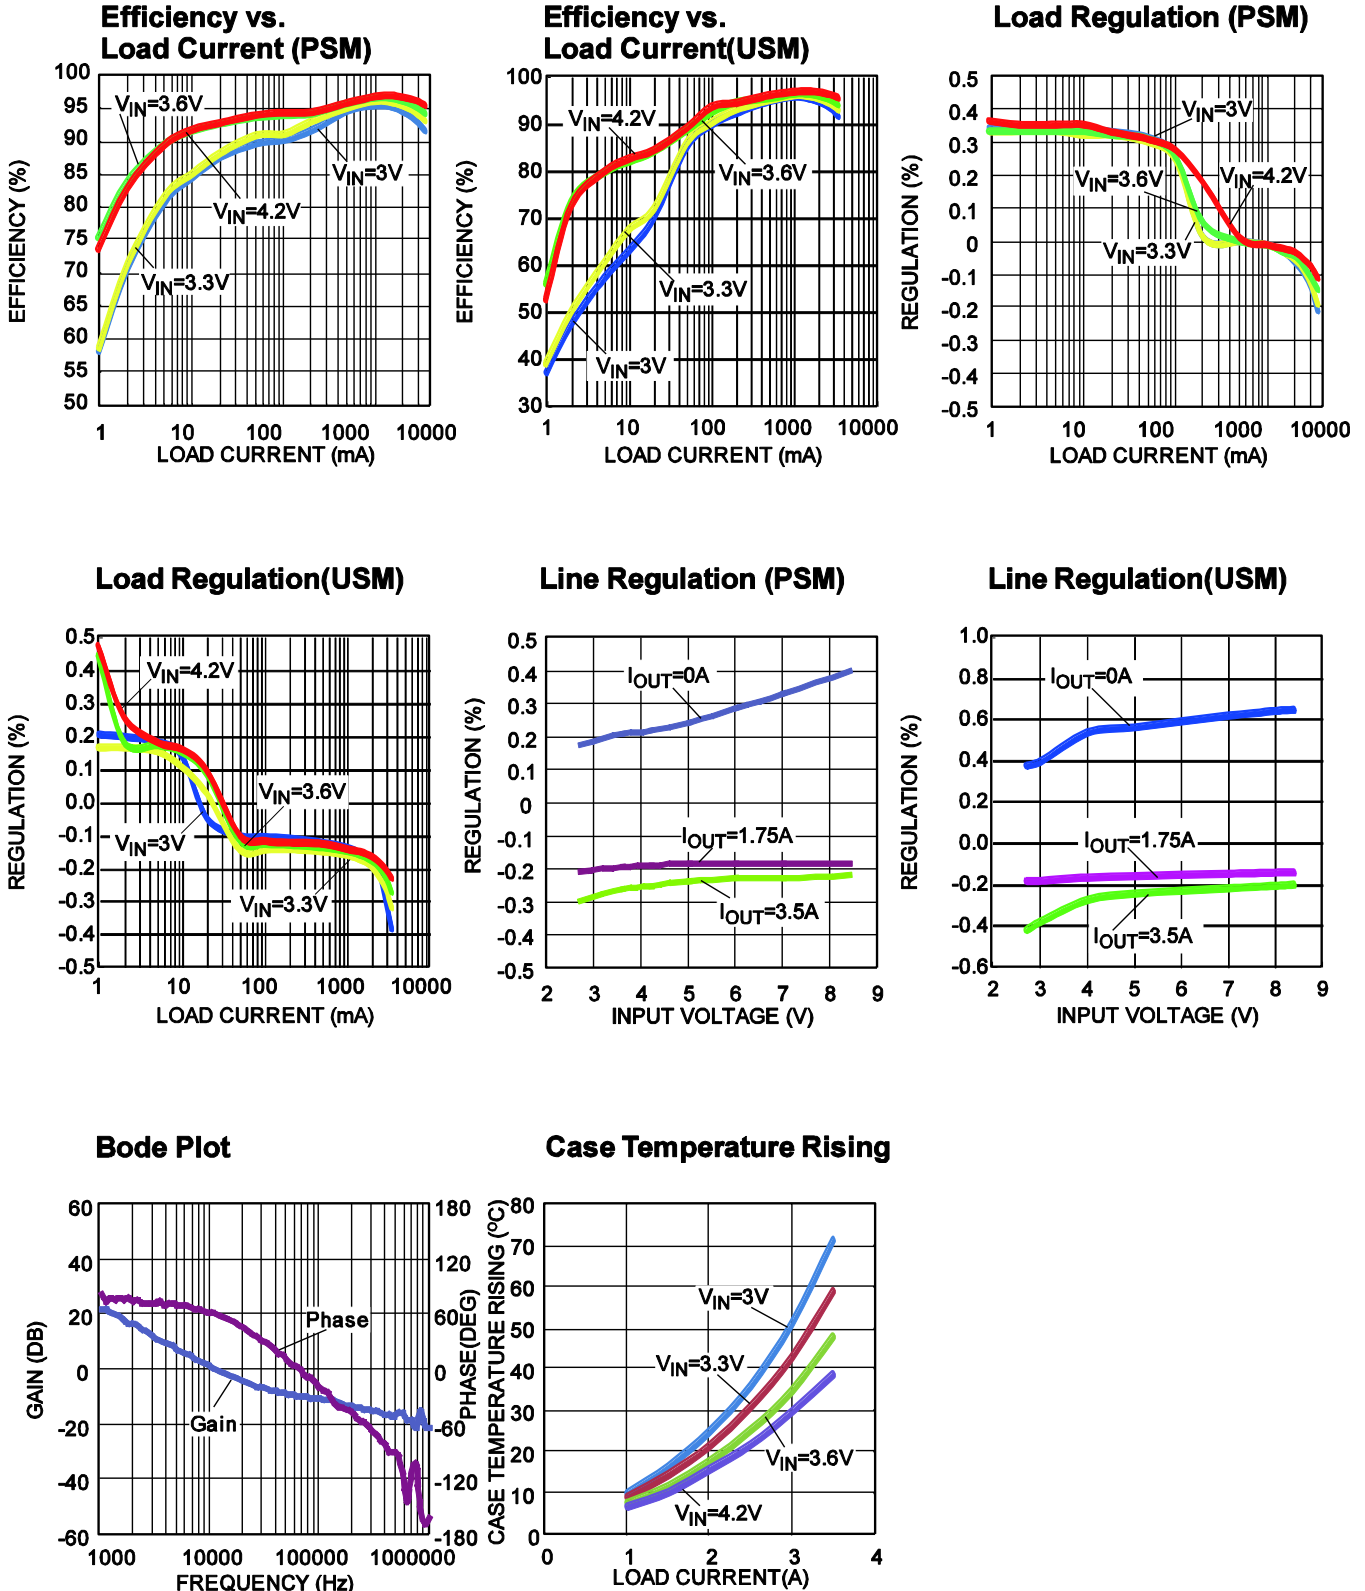 Efficiency vs.
Load Current (PSM)
100
95
90
85
80
75
70
65
60
55
50
EFFICIENCY (%)
VIN=3.6V
VIN=3V
VIN=4.2V
VIN=3.3V
1 10 100 1000 10000
LOAD CURRENT (mA)
Efficiency vs.
Load Current(USM)
100
90
80
70
60
50
40
30
EFFICIENCY (%)
VIN=4.2V
VIN=3.6V
VIN=3.3V
VIN=3V
1 10 100 1000 10000
LOAD CURRENT (mA)
Load Regulation (PSM)
0.5
0.4
0.3
0.2
0.1
0
-0.1
-0.2
-0.3
-0.4
-0.5
REGULATION (%)
VIN=3V
VIN=3.6V
VIN=4.2V
VIN=3.3V
1 10 100 1000 10000
LOAD CURRENT (mA)
Load Regulation(USM)
0.5
0.4
0.3
0.2
0.1
0.0
-0.1
-0.2
-0.3
-0.4
-0.5
REGULATION (%)
VIN=4.2V
VIN=3.6V
VIN=3V
VIN=3.3V
1 10 100 1000 10000
LOAD CURRENT (mA)
Line Regulation (PSM)
0.5
0.4
0.3
0.2
0.1
0
-0.1
-0.2
-0.3
-0.4
-0.5
REGULATION (%)
IOUT=0A
IOUT=1.75A
IOUT=3.5A
2 3 4 5 6 7 8 9
INPUT VOLTAGE (V)
Line Regulation(USM)
1.0
0.8
0.6
0.4
0.2
0.0
-0.2
-0.4
-0.6
REGULATION (%)
IOUT=0A
IOUT=1.75A
IOUT=3.5A
2 3 4 5 6 7 8 9
INPUT VOLTAGE (V)
Bode Plot
60
40
20
0
-20
-40
-60
GAIN (DB)
Phase
Gain
180
120
60
0
-60
-120
-180
PHASE(DEG)
1000 10000 100000 1000000
FREQUENCY (Hz)
Case Temperature Rising
80
70
60
50
40
30
20
10
0
CASE TEMPERATURE RISING (ºC)
VIN=3V
VIN=3.3V
VIN=3.6V
VIN=4.2V
0 1 2 3 4
LOAD CURRENT(A)